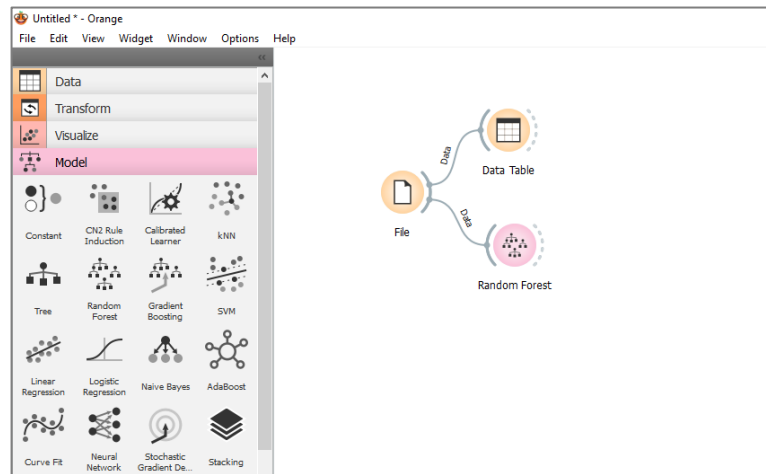 Untitled * - Orange
File Edit View Widget Window Options Help
Data
Transform
Visualize
Model
Constant
CN2 Rule
Induction
Calibrated
Learner
kNN
Tree
Random
Forest
Gradient
Boosting
SVM
Linear
Regression
Logistic
Regression
Naive Bayes
AdaBoost
Curve Fit
Neural
Network
Stochastic
Gradient De...
Stacking
File
Data
Data Table
Data
Random Forest